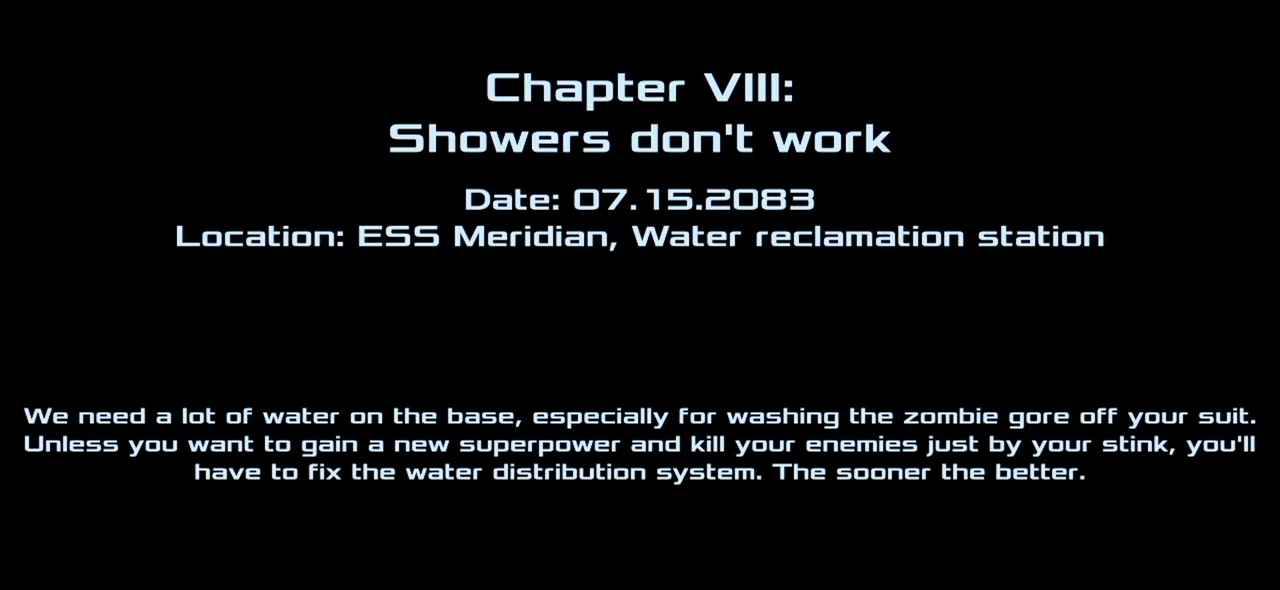 Chapter VIII:
Showers don't work
Date: 07.15.2083
Location: ESS Meridian, Water reclamation station
We need a lot of water on the base, especially for washing the zombie gore off your suit.
Unless you want to gain a new superpower and kill your enemies just by your stink, you'll
have to fix the water distribution system. The sooner the better.